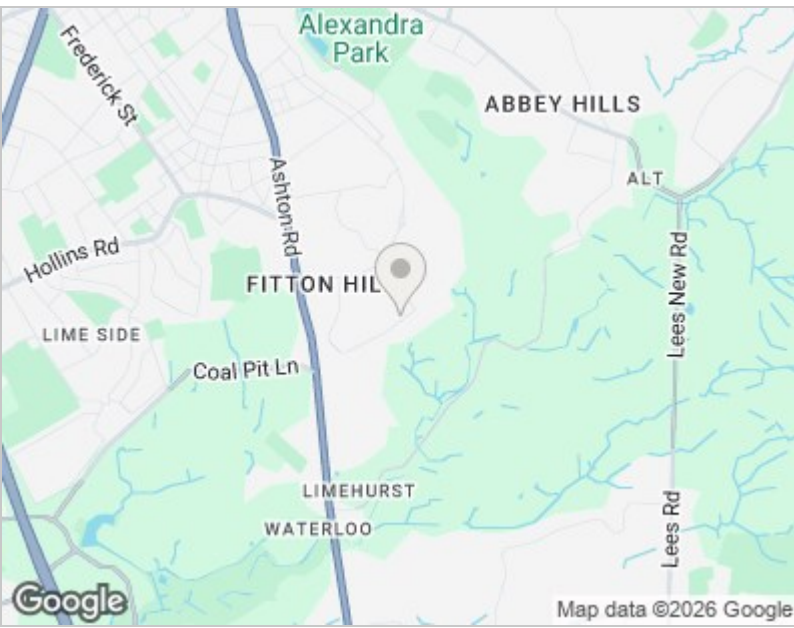 Alexandra
Park
Frederick St
ABBEY HILLS
ALT
Ashton Rd
Hollins Rd
Lees New Rd
FITTON HIL
LIME SIDE
Coal Pit Ln
LIMEHURST
WATERLOO
Lees Rd
Google
Map data ©2026 Google